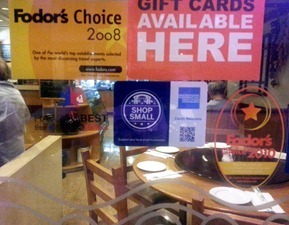 Fodor's Choice
2008
One of the world's top establishments selected
by the most discerning travel experts.
www.fodors.com
GIFT CARDS
AVAILABLE
HERE
BEST
SHOP
SMALL
Fodor's
2010